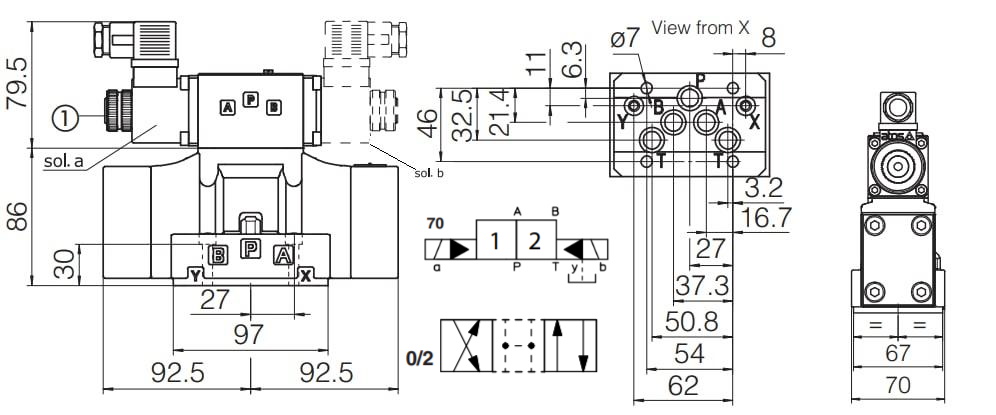 79.5
86
30
1
sol. a
sol. b
A P B
B P A
Y X
27
97
92.5 92.5
70
A B
1 2
a P T y b
0/2
View from X
ø7
11
6.3
8
46
32.5
21.4
P
B A
Y X
T T
3.2
16.7
27
37.3
50.8
54
62
atos
= =
67
70